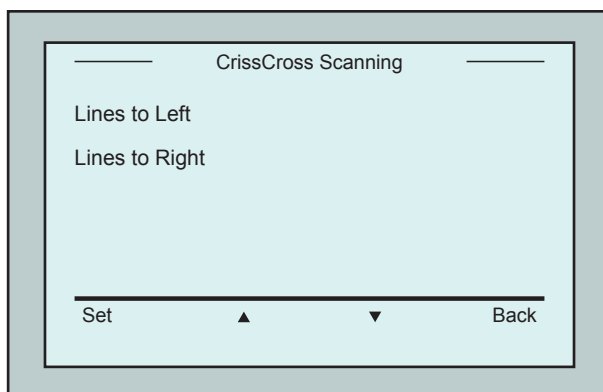 CrissCross Scanning
Lines to Left
Lines to Right
Set ▲ ▼ Back